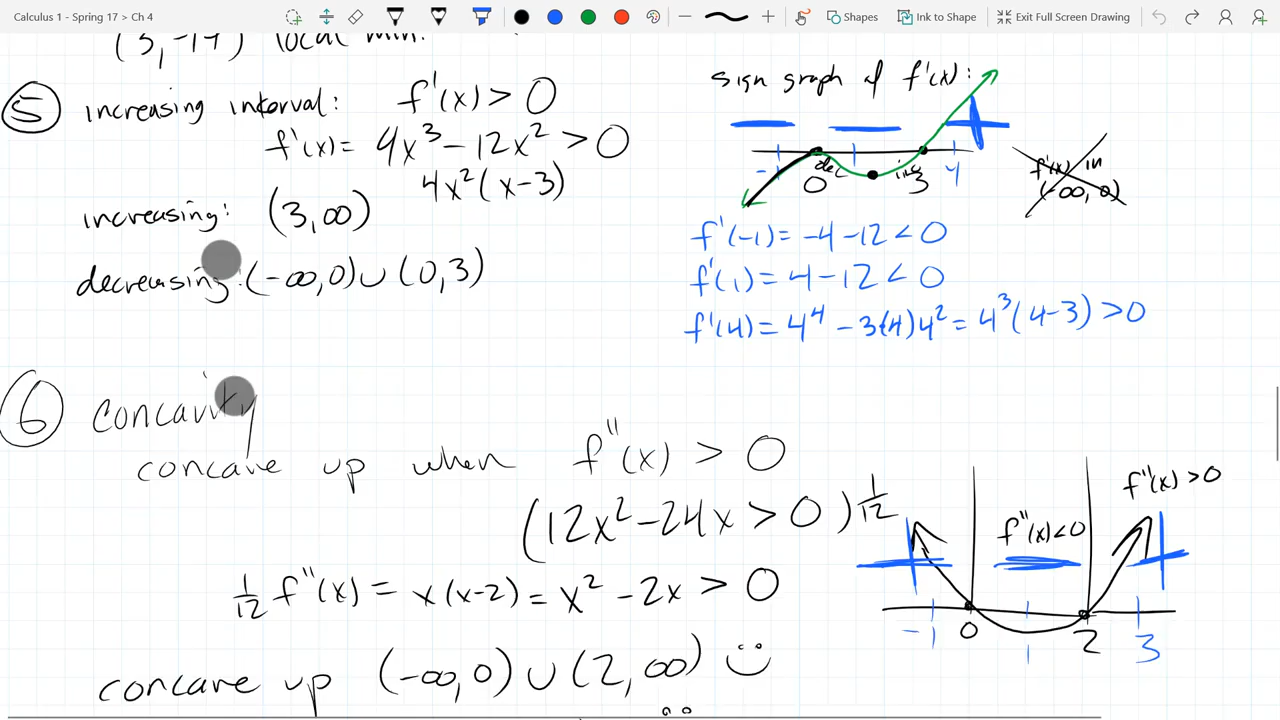 Calculus 1 - Spring 17 > Ch 4
Shapes
Ink to Shape
Exit Full Screen Drawing
local min.
5 increasing interval: f'(x) > 0
f'(x) = 4x³ - 12x² > 0
4x²(x-3)
increasing: (3,∞)
decreasing: (-∞,0)∪(0,3)
sign graph of f'(x):
dec inc
-1 0 3 4
f'(x) in
(-∞,0)
f'(-1) = -4-12 < 0
f'(1) = 4-12 < 0
f'(4) = 4⁴ - 3(4)4² = 4³(4-3) > 0
6 concavity
concave up when f''(x) > 0
(12x²-24x > 0)1/12
1/12 f''(x) = x(x-2) = x² - 2x > 0
concave up (-∞,0)∪(2,∞)
f''(x)>0
f''(x)<0
-1 0 1 2 3